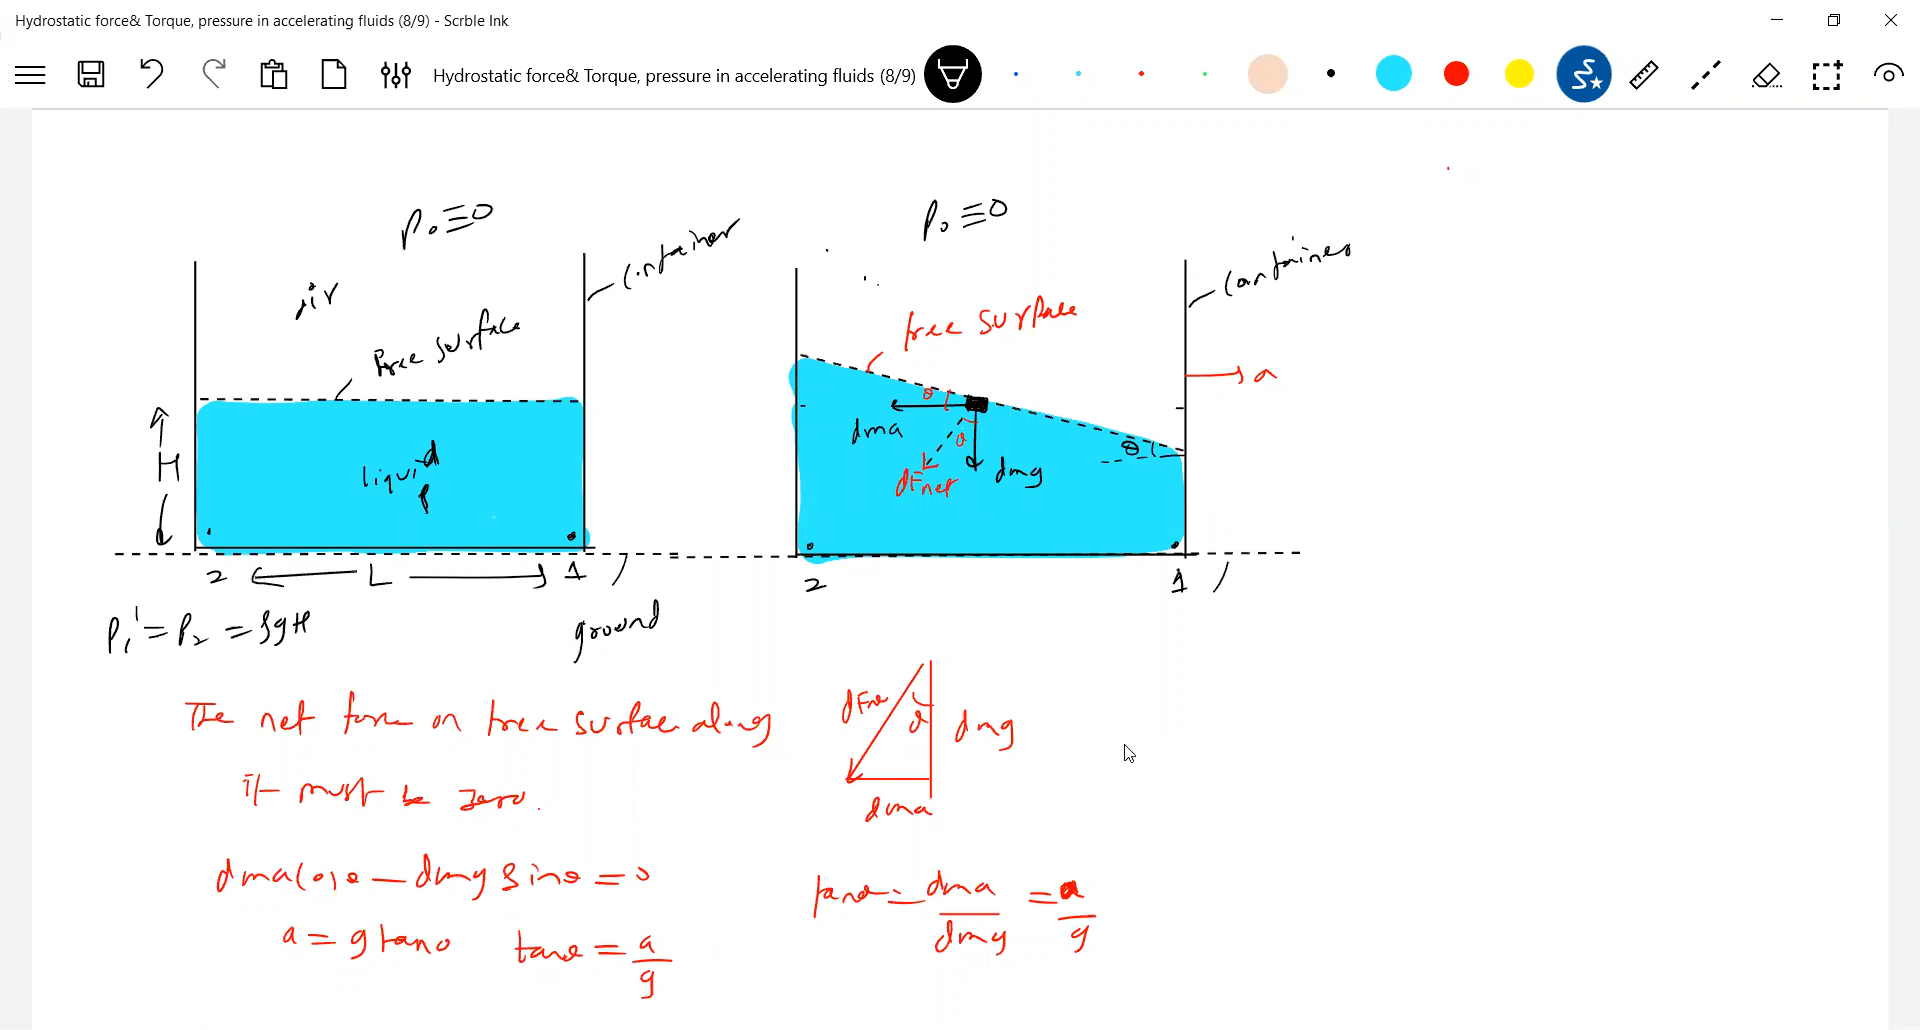 Hydrostatic force& Torque, pressure in accelerating fluids (8/9) - Scrble Ink
Hydrostatic force& Torque, pressure in accelerating fluids (8/9)
P₀≡0
P₀≡0
container
container
air
free surface
free surface
a
θ
dma
θ
θ
H
liquid
ρ
dFnet
dmg
2
L
1
2
1
P₁'=P₂ = ρgH
ground
The net force on free surface along
it must be zero.
dFne
θ
dmg
dma
dma cosθ – dmg sinθ = 0
tanθ = dma/dmg = a/g
a = g tanθ
tanθ = a/g